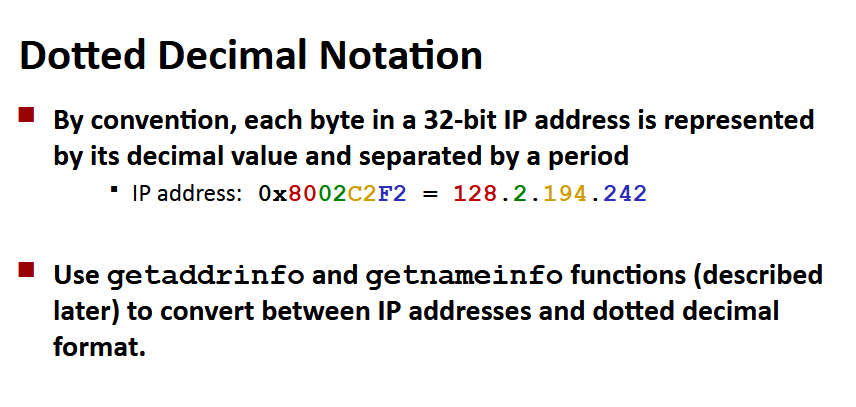 Dotted Decimal Notation
By convention, each byte in a 32-bit IP address is represented
by its decimal value and separated by a period
IP address: 0x8002C2F2 = 128.2.194.242
Use getaddrinfo and getnameinfo functions (described
later) to convert between IP addresses and dotted decimal
format.